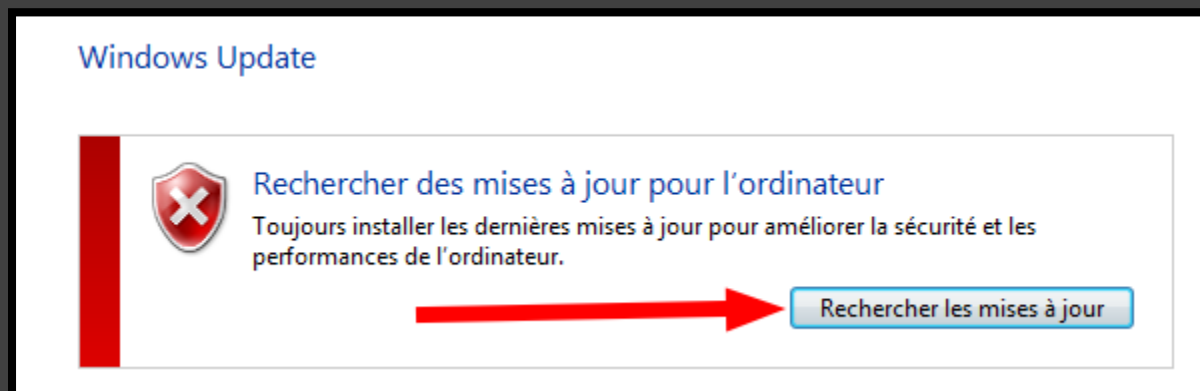 Windows Update
Rechercher des mises à jour pour l'ordinateur
Toujours installer les dernières mises à jour pour améliorer la sécurité et les
performances de l'ordinateur.
Rechercher les mises à jour